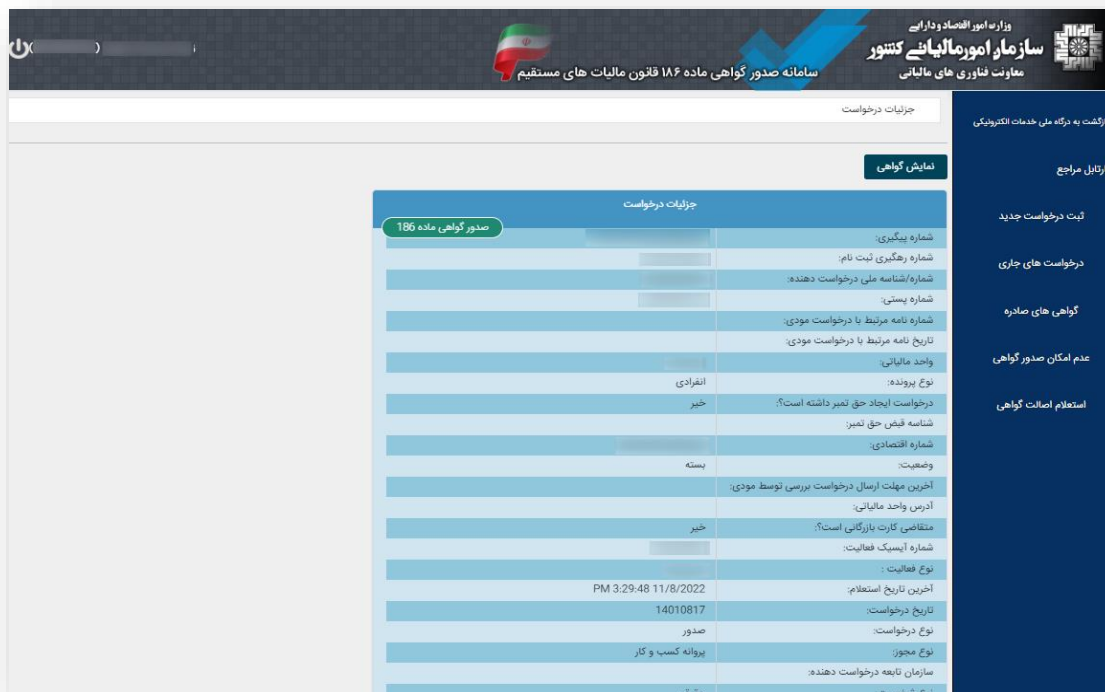 وزارت امور اقتصاد و دارایی
سازمان امور مالیاتی کشور
معاونت فناوری های مالیاتی
سامانه صدور گواهی ماده ۱۸۶ قانون مالیات های مستقیم
) (
جزئیات درخواست
ازگشت به درگاه ملی خدمات الکترونیکی
ارتابل مراجع
ثبت درخواست جدید
درخواست های جاری
گواهی های صادره
عدم امکان صدور گواهی
استعلام اصالت گواهی
نمایش گواهی
جزئیات درخواست
صدور گواهی ماده 186
شماره پیگیری:
شماره رهگیری ثبت نام:
شماره/شناسه ملی درخواست دهنده:
شماره پستی:
شماره نامه مرتبط با درخواست مودی:
تاریخ نامه مرتبط با درخواست مودی:
واحد مالیاتی:
نوع پرونده: انفرادی
درخواست ایجاد حق تمبر داشته است؟: خیر
شناسه قبض حق تمبر:
شماره اقتصادی:
وضعیت: بسته
آخرین مهلت ارسال درخواست بررسی توسط مودی:
آدرس واحد مالیاتی:
متقاضی کارت بازرگانی است؟: خیر
شماره آیسیک فعالیت:
نوع فعالیت :
آخرین تاریخ استعلام: PM 3:29:48 11/8/2022
تاریخ درخواست: 14010817
نوع درخواست: صدور
نوع مجوز: پروانه کسب و کار
سازمان تابعه درخواست دهنده: